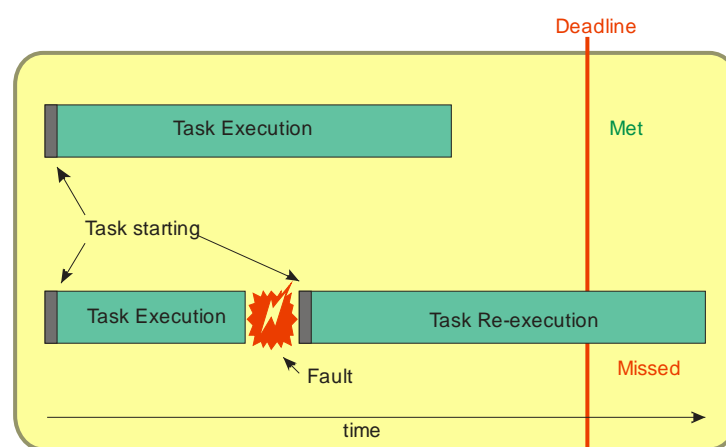 Deadline
Task Execution
Met
Task starting
Task Execution
Task Re-execution
Missed
Fault
time